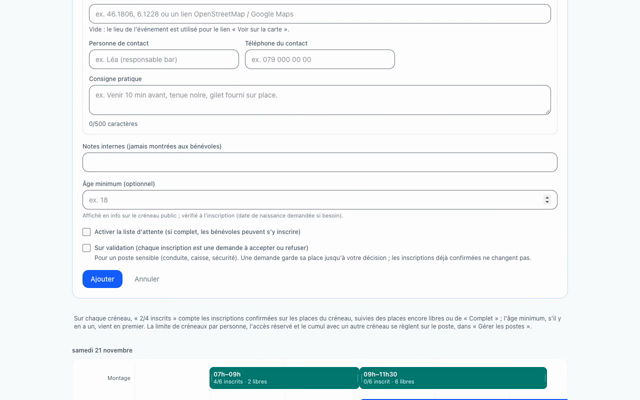 ex. 46.1806, 6.1228 ou un lien OpenStreetMap / Google Maps
Vide : le lieu de l'événement est utilisé pour le lien « Voir sur la carte ».
Personne de contact
Téléphone du contact
ex. Léa (responsable bar)
ex. 079 000 00 00
Consigne pratique
ex. Venir 10 min avant, tenue noire, gilet fourni sur place.
0/500 caractères
Notes internes (jamais montrées aux bénévoles)
Âge minimum (optionnel)
ex. 18
Affiché en info sur le créneau public ; vérifié à l'inscription (date de naissance demandée si besoin).
Activer la liste d'attente (si complet, les bénévoles peuvent s'y inscrire)
Sur validation (chaque inscription est une demande à accepter ou refuser)
Pour un poste sensible (conduite, caisse, sécurité). Une demande garde sa place jusqu'à votre décision ; les inscriptions déjà confirmées ne changent pas.
Ajouter
Annuler
Sur chaque créneau, « 2/4 inscrits » compte les inscriptions confirmées sur les places du créneau, suivies des places encore libres ou de « Complet » ; l'âge minimum, s'il y
en a un, vient en premier. La limite de créneaux par personne, l'accès réservé et le cumul avec un autre créneau se règlent sur le poste, dans « Gérer les postes ».
samedi 21 novembre
Montage
07h–09h
4/6 inscrits · 2 libres
09h–11h30
0/6 inscrit · 6 libres